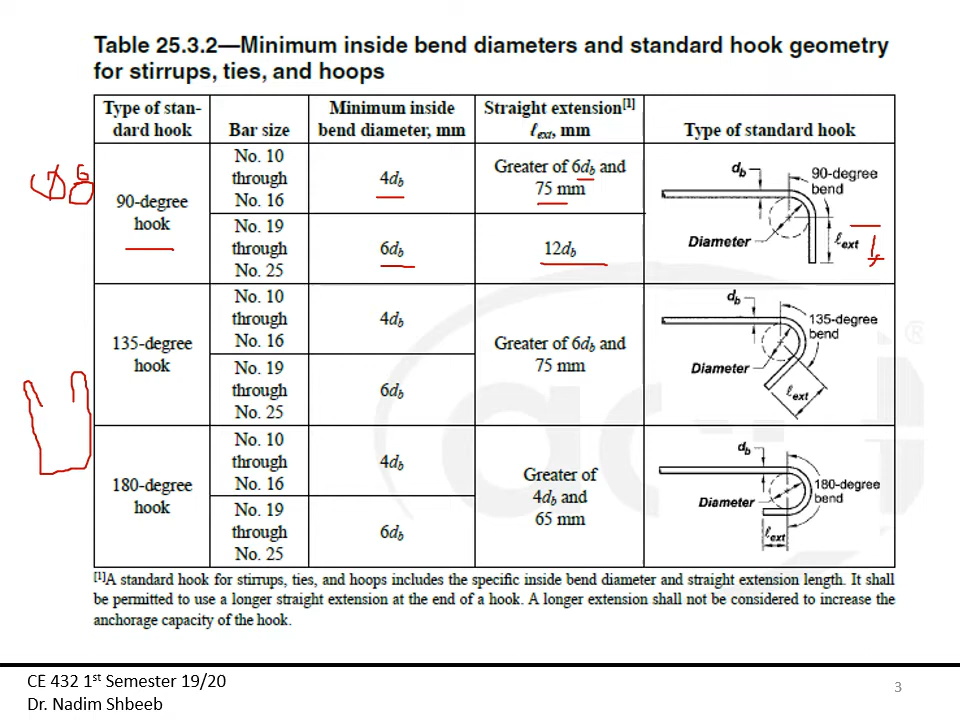 Table 25.3.2—Minimum inside bend diameters and standard hook geometry
for stirrups, ties, and hoops
Type of stan-
dard hook
Bar size
Minimum inside
bend diameter, mm
Straight extension[1]
ℓext, mm
Type of standard hook
90-degree
hook
No. 10
through
No. 16
4db
Greater of 6db and
75 mm
No. 19
through
No. 25
6db
12db
db
90-degree
bend
Diameter
ℓext
135-degree
hook
No. 10
through
No. 16
4db
Greater of 6db and
75 mm
No. 19
through
No. 25
6db
db
135-degree
bend
Diameter
ℓext
180-degree
hook
No. 10
through
No. 16
4db
Greater of
4db and
65 mm
No. 19
through
No. 25
6db
db
180-degree
bend
Diameter
ℓext
[1]A standard hook for stirrups, ties, and hoops includes the specific inside bend diameter and straight extension length. It shall
be permitted to use a longer straight extension at the end of a hook. A longer extension shall not be considered to increase the
anchorage capacity of the hook.
CE 432 1st Semester 19/20
Dr. Nadim Shbeeb
3